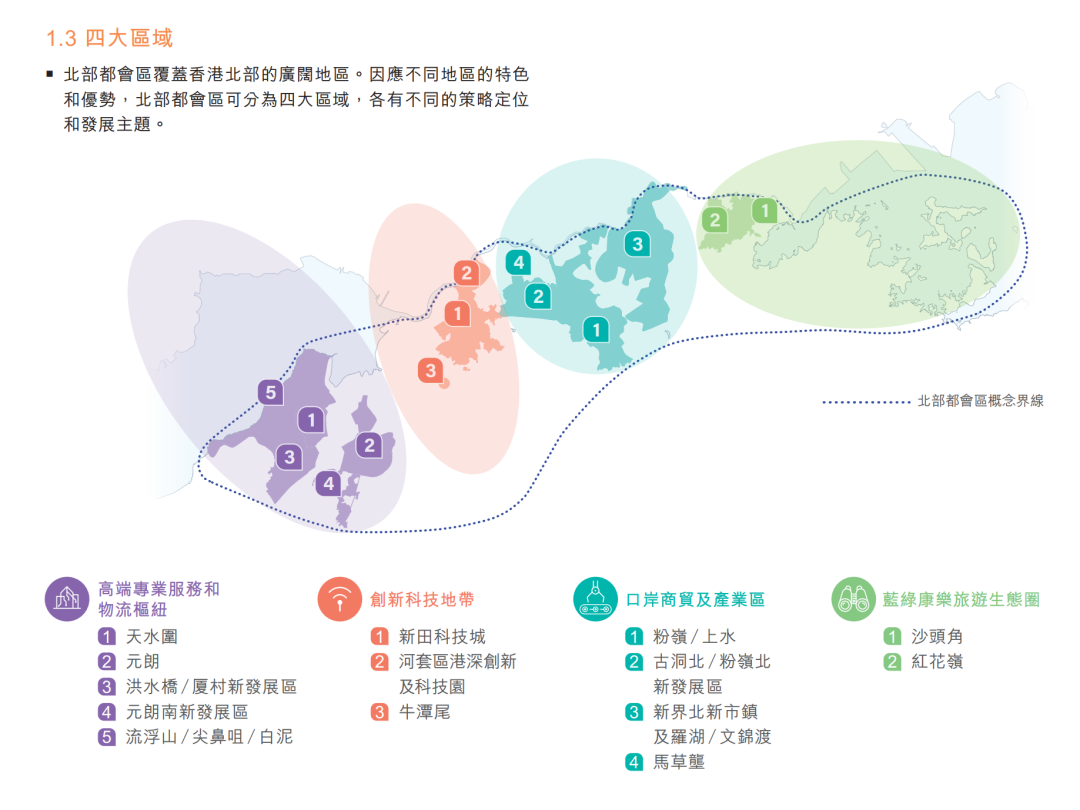 1.3 四大區域
▪ 北部都會區覆蓋香港北部的廣闊地區。因應不同地區的特色
和優勢，北部都會區可分為四大區域，各有不同的策略定位
和發展主題。
1
2
3
4
2
1
2
1
3
5
1
2
3
4
北部都會區概念界線
高端專業服務和
物流樞紐
1 天水圍
2 元朗
3 洪水橋/厦村新發展區
4 元朗南新發展區
5 流浮山/尖鼻咀/白泥
創新科技地帶
1 新田科技城
2 河套區港深創新
及科技園
3 牛潭尾
口岸商貿及產業區
1 粉嶺/上水
2 古洞北/粉嶺北
新發展區
3 新界北新市鎮
及羅湖/文錦渡
4 馬草壟
藍綠康樂旅遊生態圈
1 沙頭角
2 紅花嶺